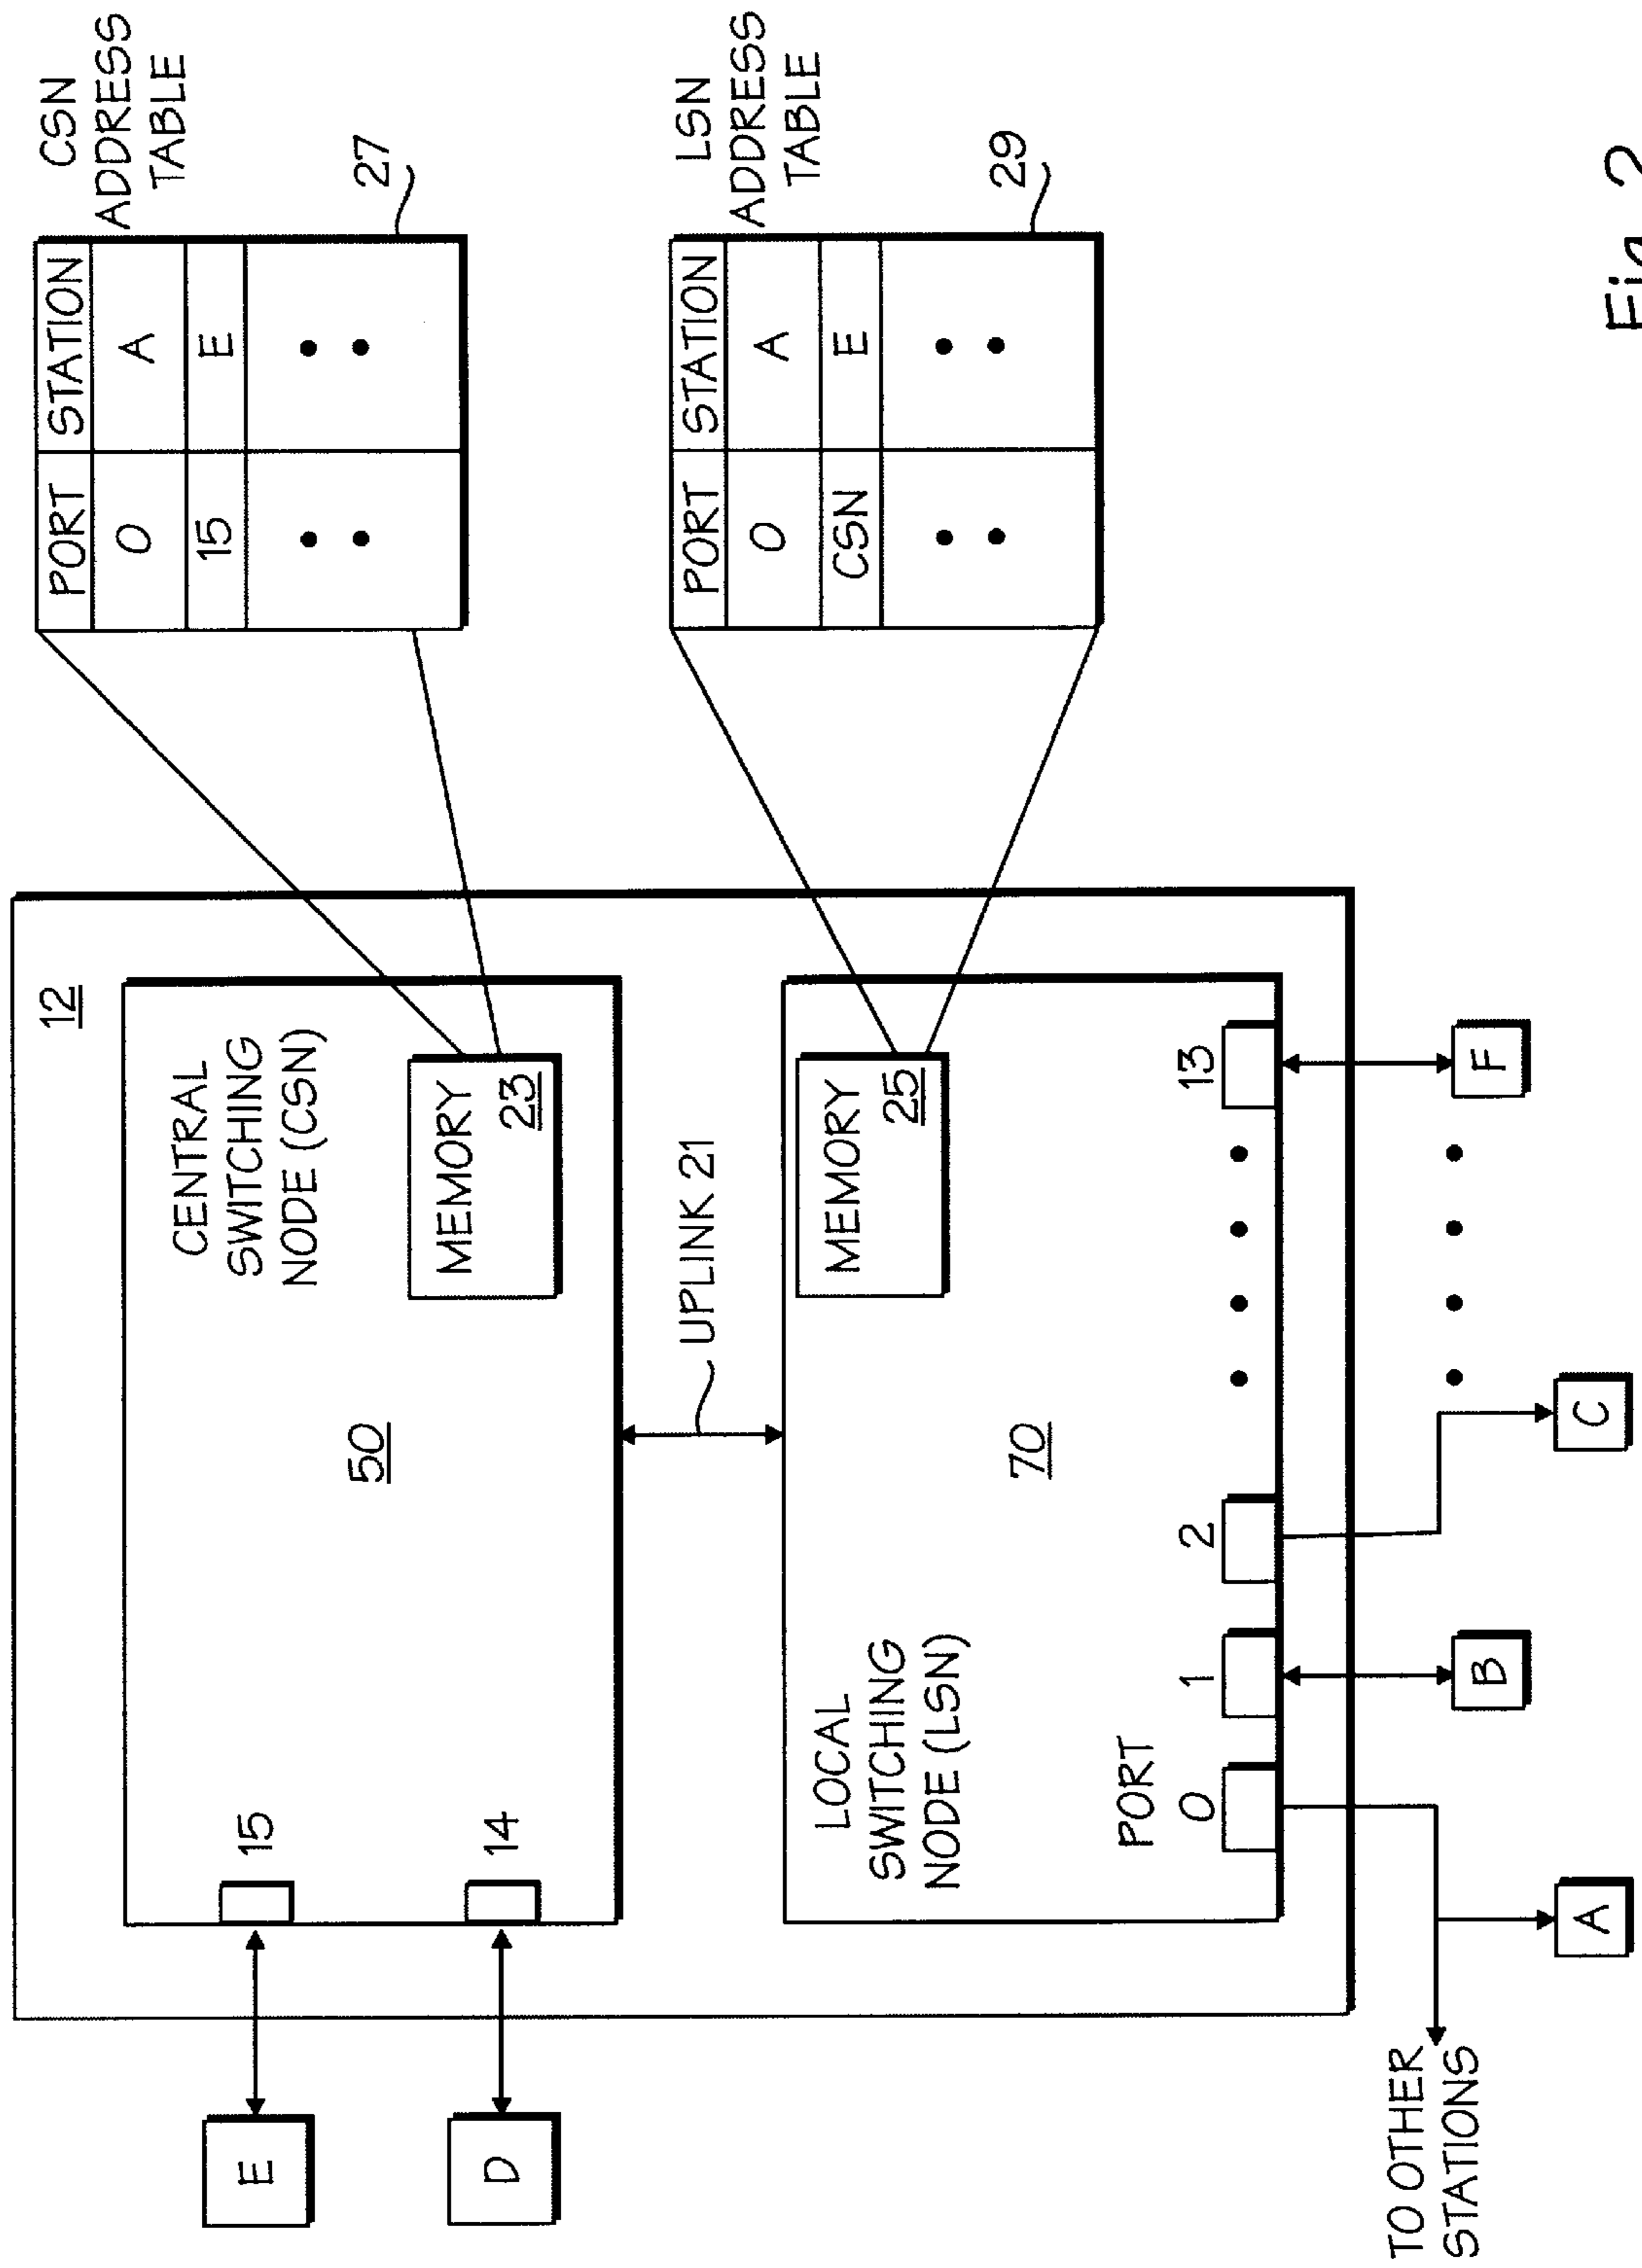 12
CENTRAL
SWITCHING
NODE (CSN)
50
MEMORY
23
15
14
E
D
UPLINK 21
LOCAL
SWITCHING
NODE (LSN)
70
MEMORY
25
PORT
0
1
2
13
TO OTHER
STATIONS
A
B
C
F
CSN
ADDRESS
TABLE
PORT STATION
0 A
15 E
27
LSN
ADDRESS
TABLE
PORT STATION
0 A
CSN E
29
Fig. 2